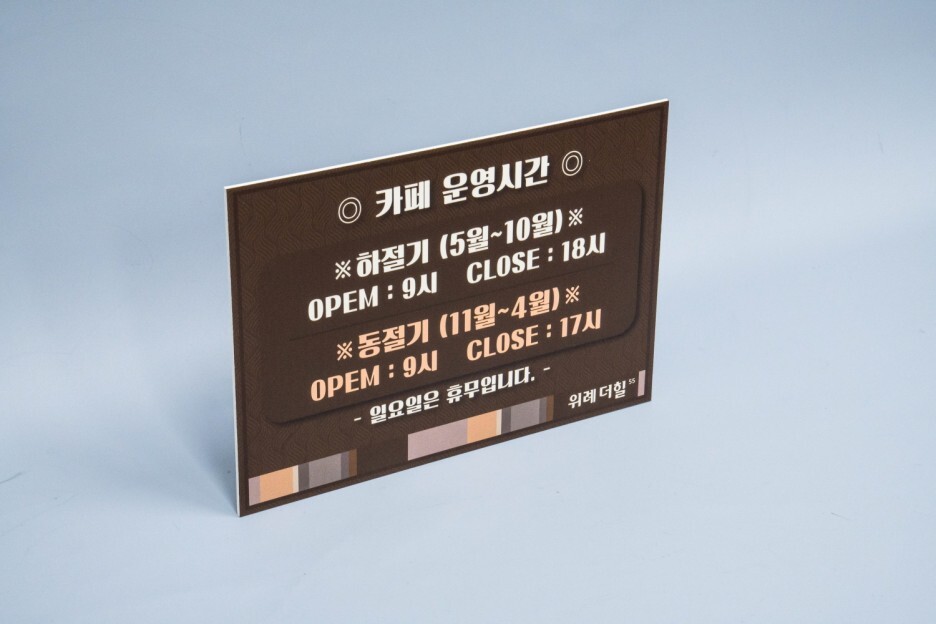 ◎ 카페 운영시간 ◎
※하절기 (5월~10월)※
OPEM : 9시 CLOSE : 18시
※동절기 (11월~4월)※
OPEM : 9시 CLOSE : 17시
- 일요일은 휴무입니다. -
위례 더힐 55